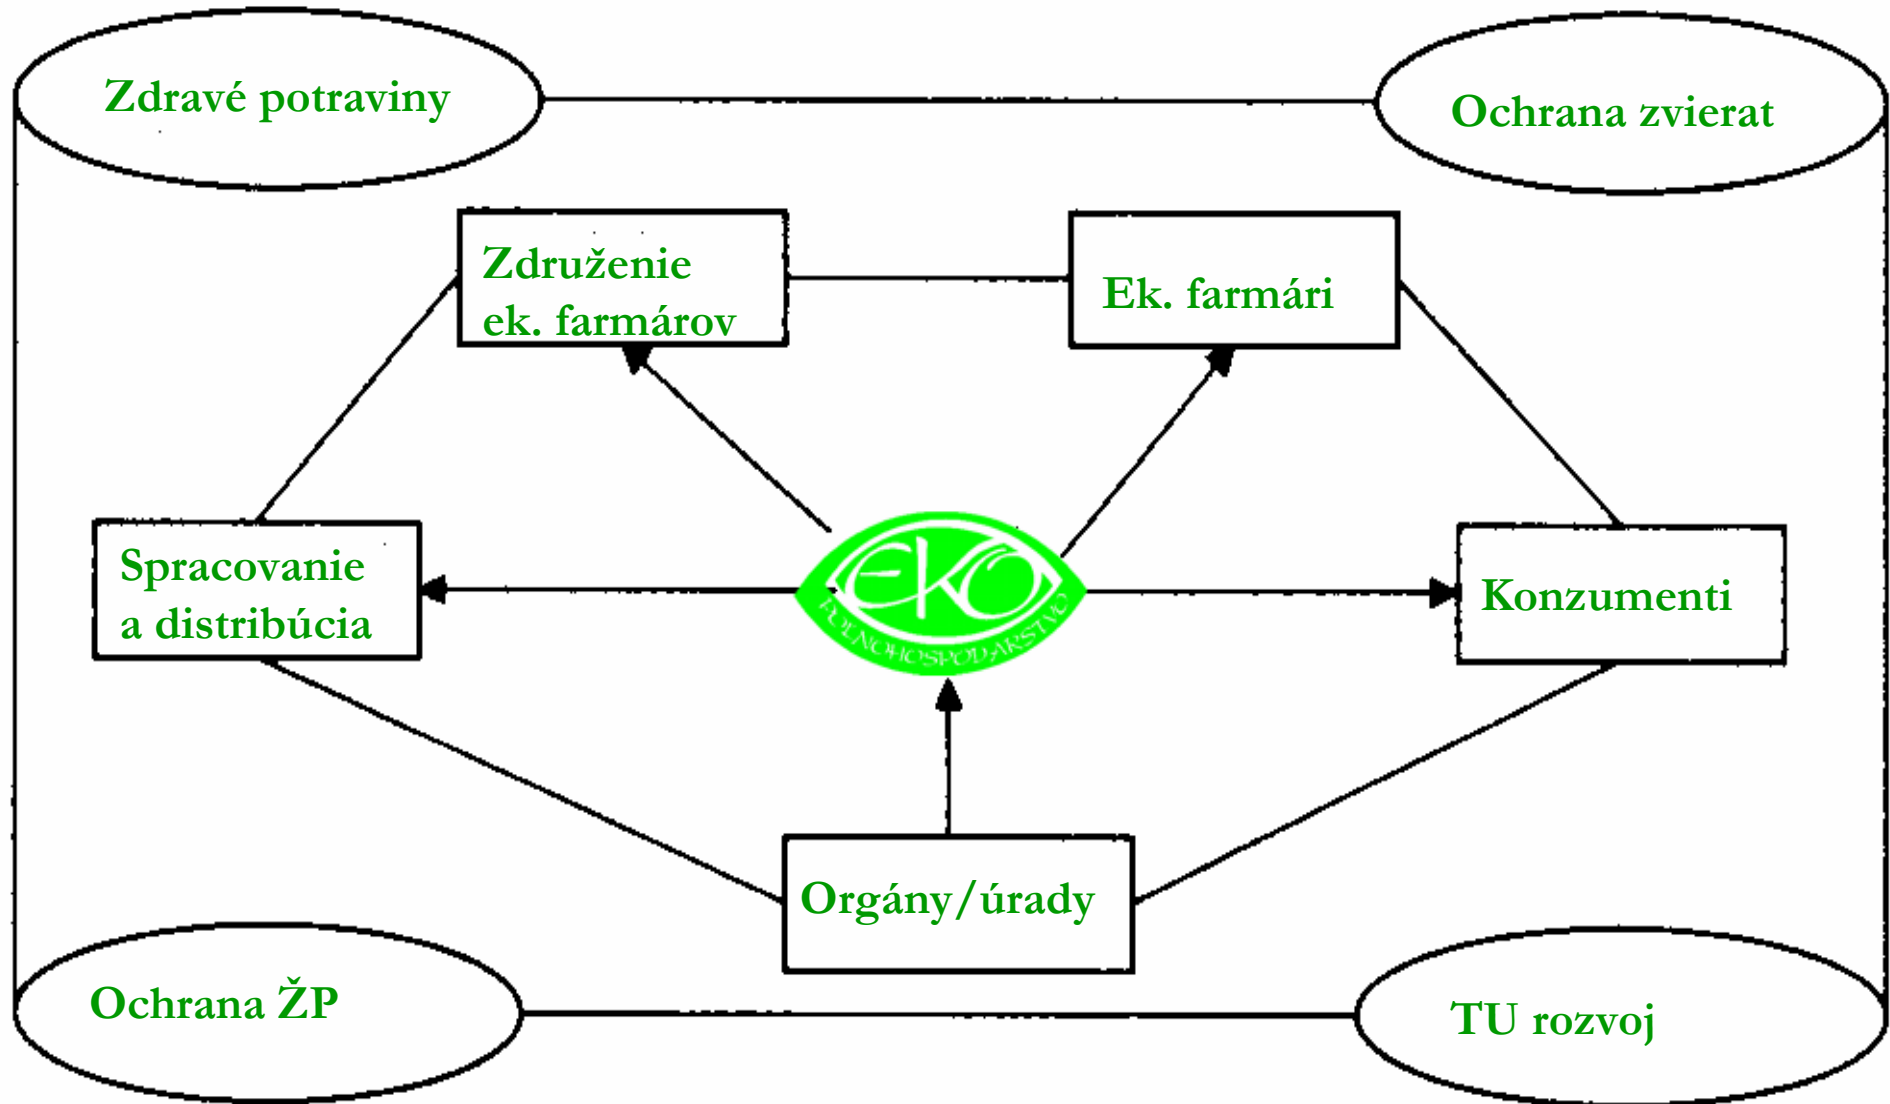 Zdravé potraviny
Ochrana zvierat
Združenie
ek. farmárov
Ek. farmári
EKO
POĽNOHOSPODÁRSTVO
Spracovanie
a distribúcia
Konzumenti
Orgány/úrady
Ochrana ŽP
TU rozvoj